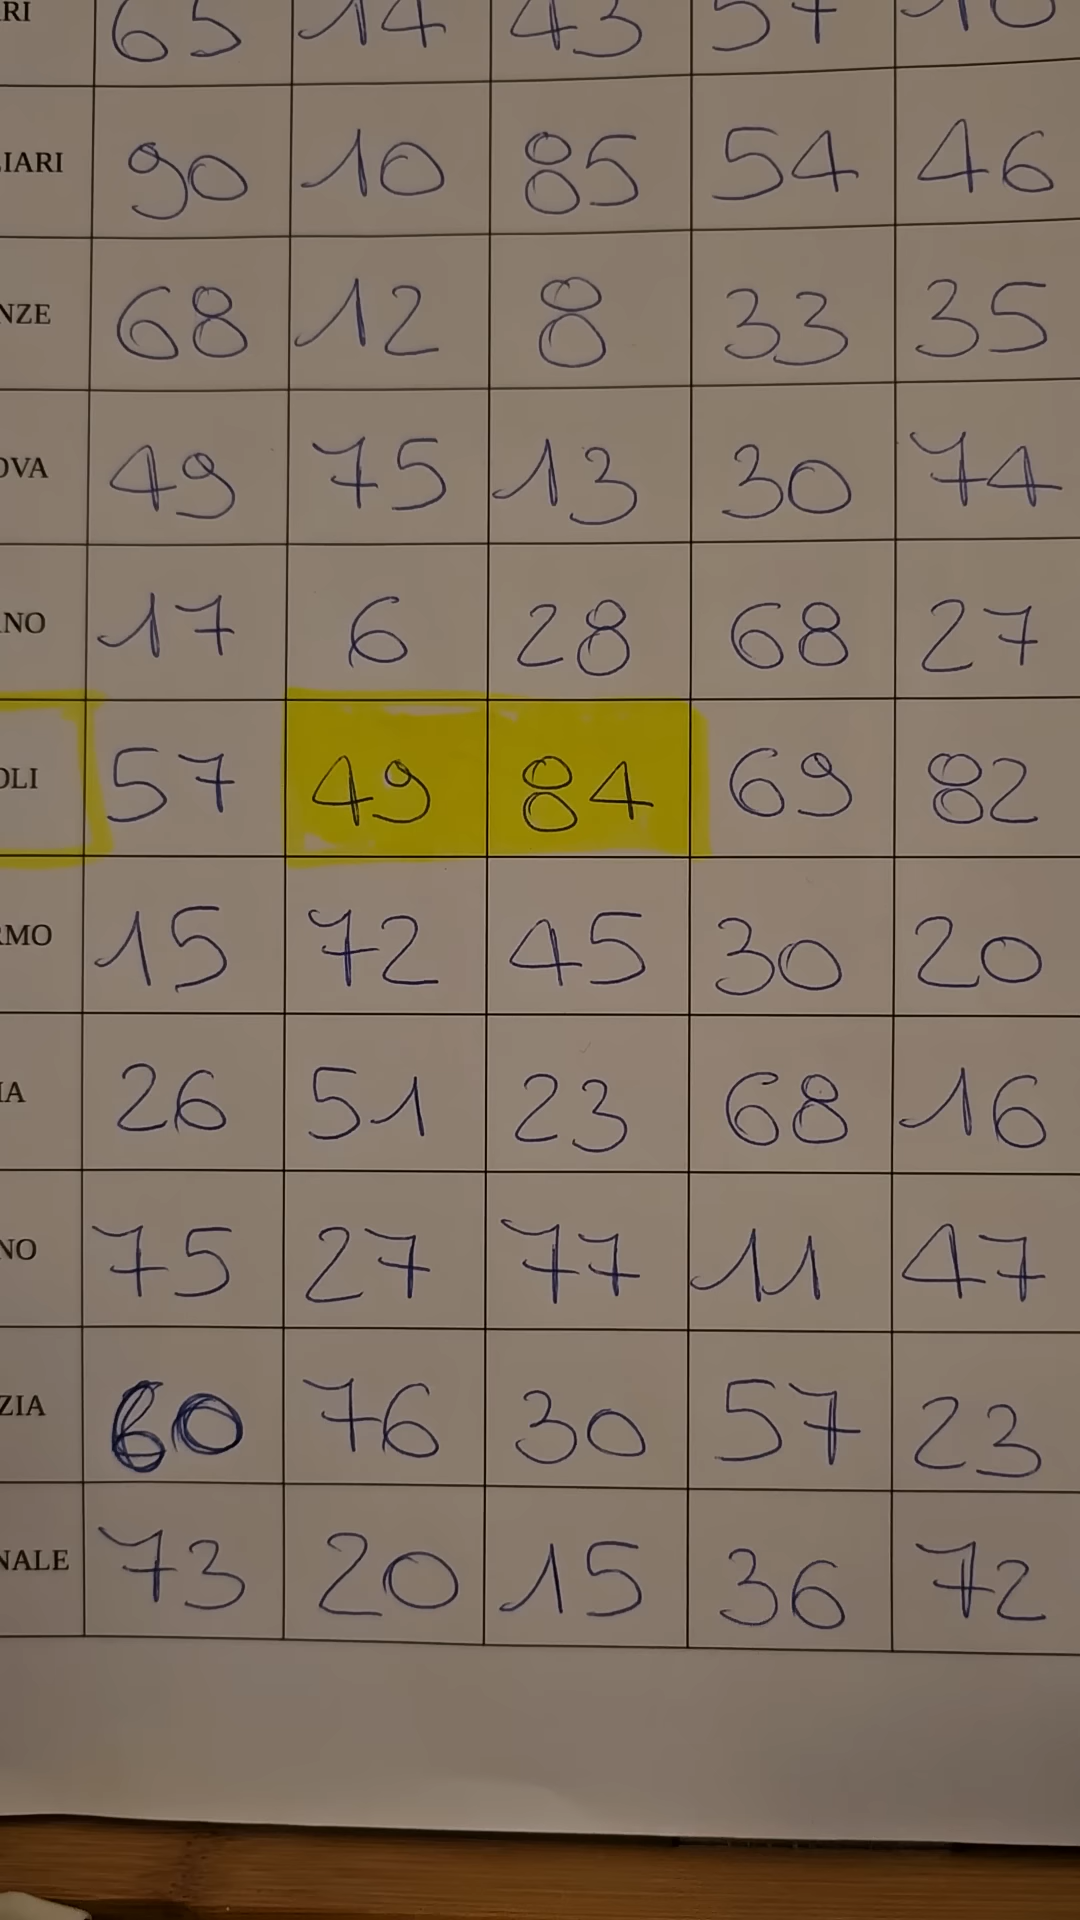 RI 65 14 43 57 10
IARI 90 10 85 54 46
NZE 68 12 8 33 35
OVA 49 75 13 30 74
NO 17 6 28 68 27
OLI 57 49 84 69 82
RMO 15 72 45 30 20
IA 26 51 23 68 16
NO 75 27 77 11 47
ZIA 60 76 30 57 23
NALE 73 20 15 36 72